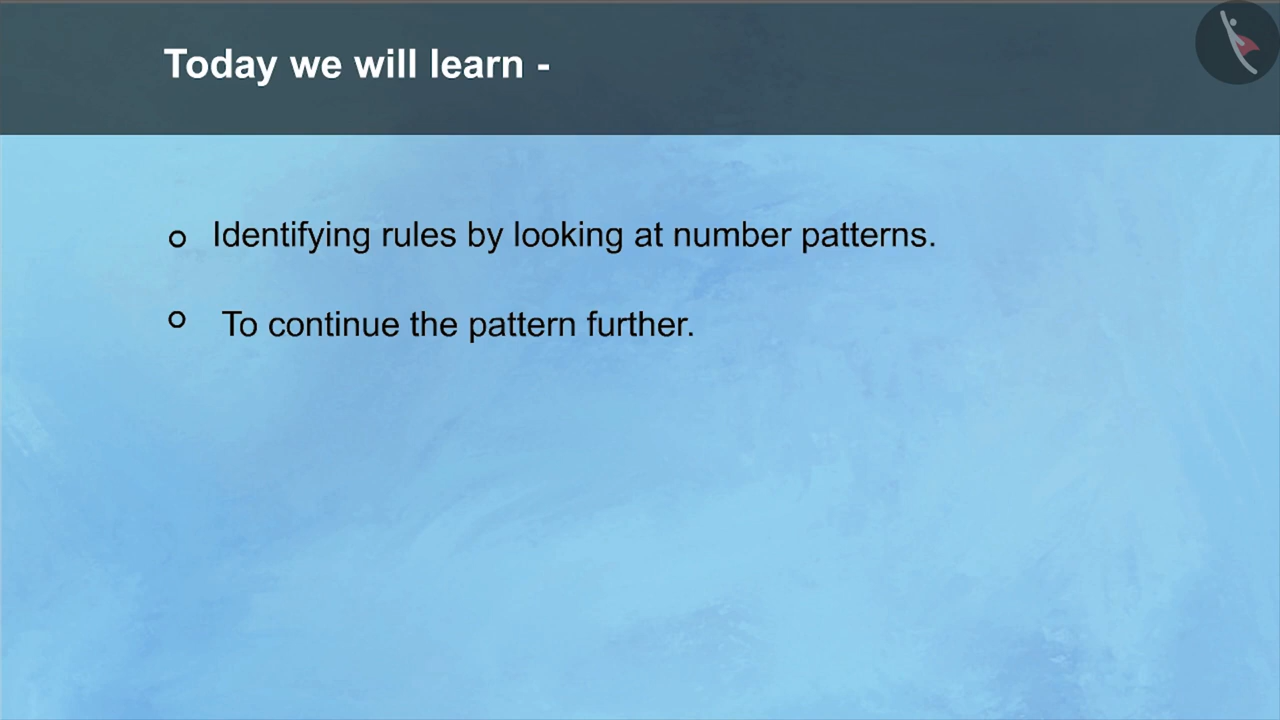 Today we will learn -
Identifying rules by looking at number patterns.
To continue the pattern further.